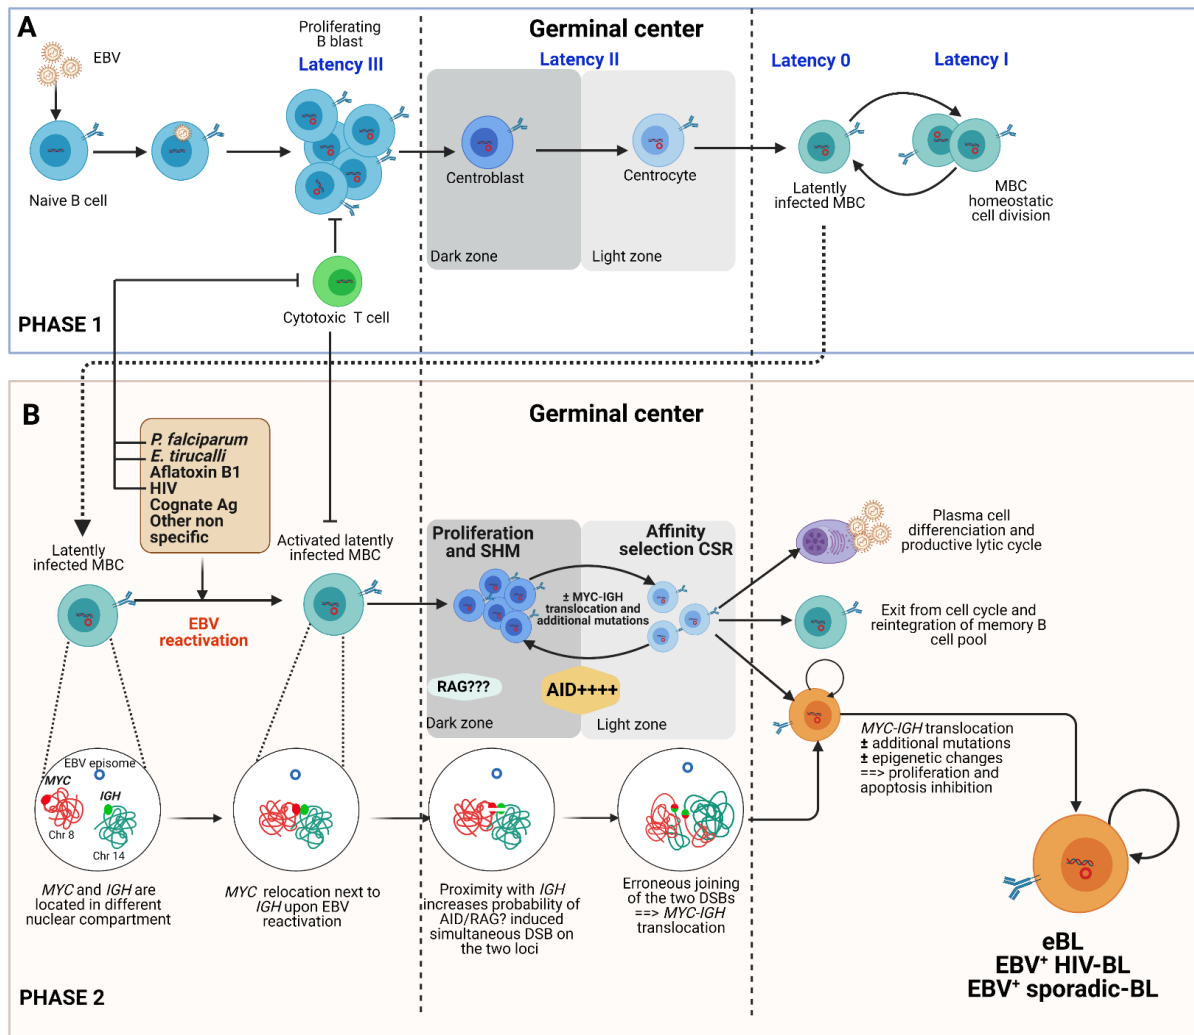 A
EBV
Naive B cell
Proliferating
B blast
Latency III
Germinal center
Latency II
Centroblast
Centrocyte
Dark zone
Light zone
Latency 0
Latency I
Latently
infected MBC
MBC
homeostatic
cell division
Cytotoxic T cell
PHASE 1
B
Germinal center
P. falciparum
E. tirucalli
Aflatoxin B1
HIV
Cognate Ag
Other non
specific
Latently
infected MBC
EBV
reactivation
Activated latently
infected MBC
Proliferation
and SHM
Affinity
selection CSR
± MYC-IGH
translocation and
additional mutations
RAG???
AID++++
Dark zone
Light zone
Plasma cell
differenciation and
productive lytic cycle
Exit from cell cycle and
reintegration of memory B
cell pool
MYC-IGH translocation
± additional mutations
± epigenetic changes
==> proliferation and
apoptosis inhibition
EBV episome
MYC
IGH
Chr 8
Chr 14
MYC and IGH are
located in different
nuclear compartment
MYC relocation next to
IGH upon EBV
reactivation
Proximity with IGH
increases probability of
AID/RAG? induced
simultaneous DSB on
the two loci
Erroneous joining
of the two DSBs
==> MYC-IGH
translocation
eBL
EBV⁺ HIV-BL
EBV⁺ sporadic-BL
PHASE 2